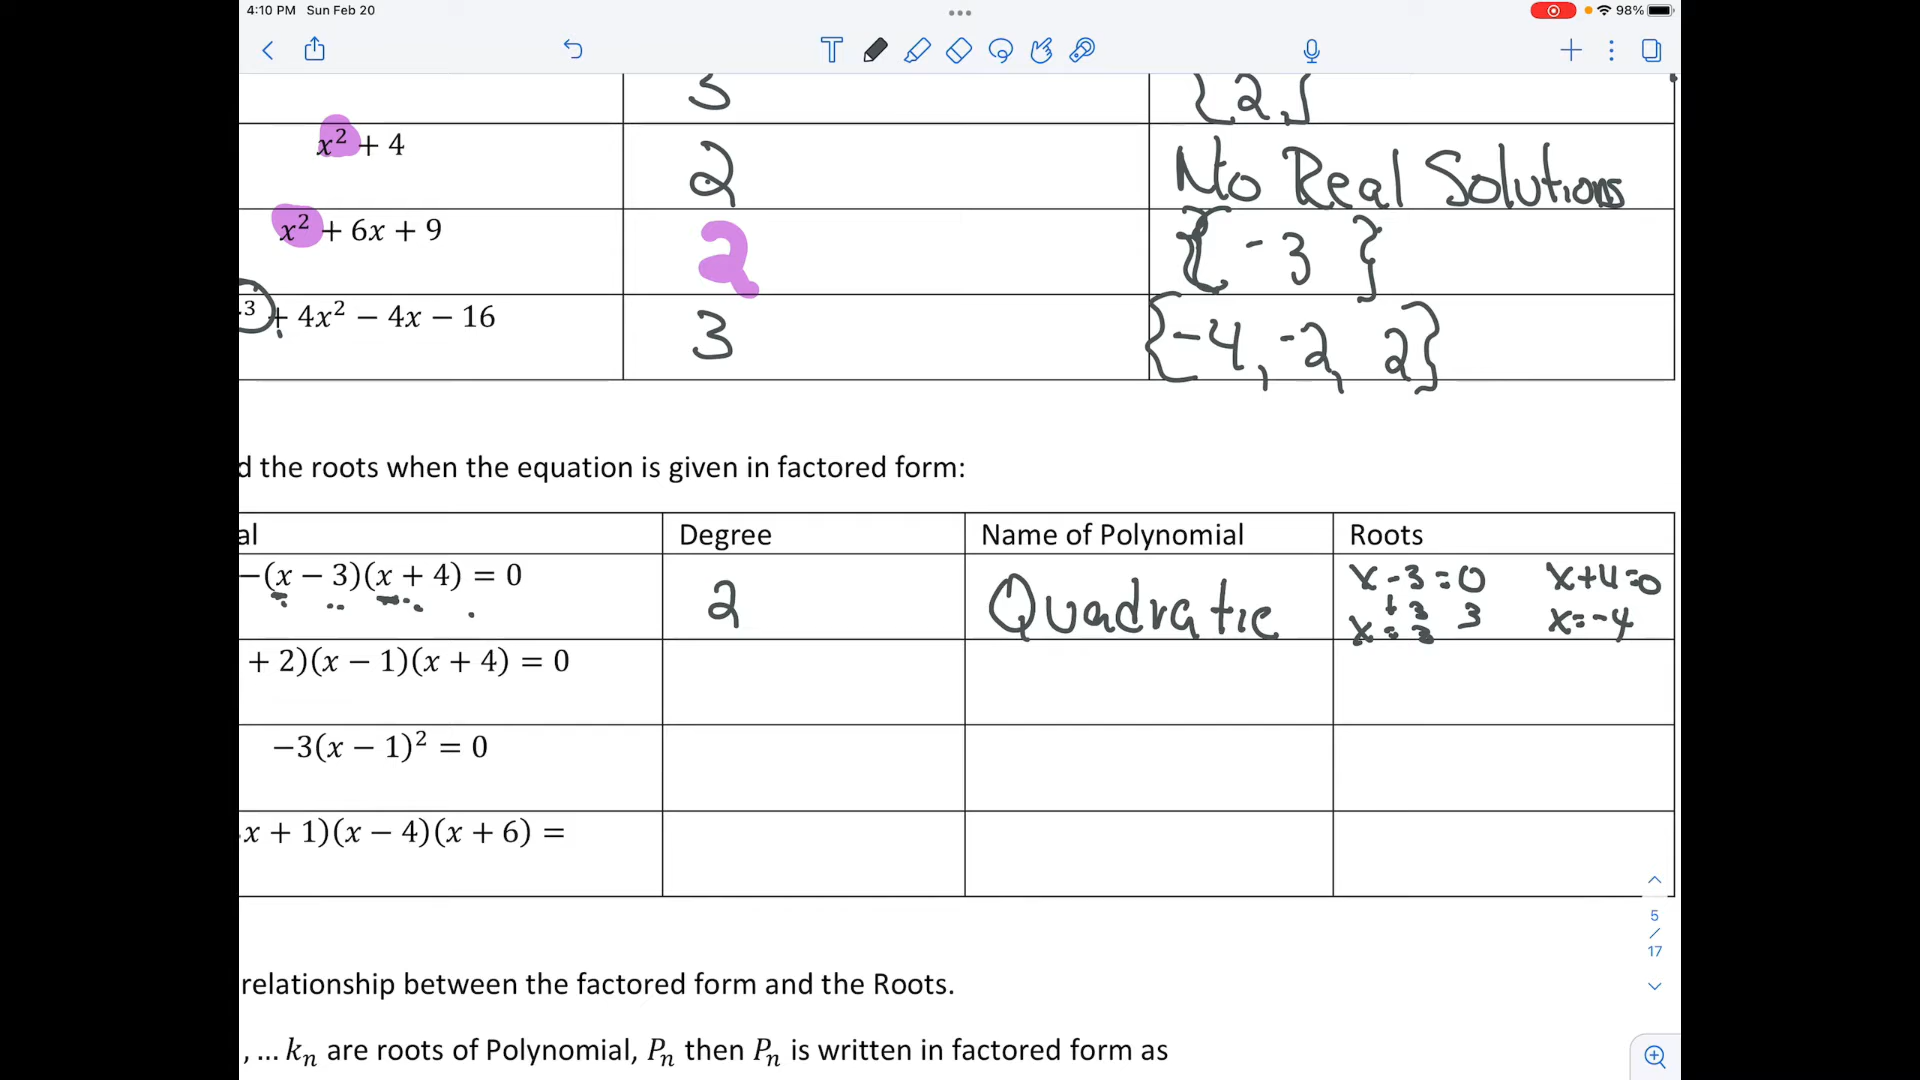 4:10 PM Sun Feb 20
98%
3 {2}
x² + 4 2 No Real Solutions
x² + 6x + 9 2 {-3}
³ + 4x² − 4x − 16 3 {-4, -2, 2}
d the roots when the equation is given in factored form:
al Degree Name of Polynomial Roots
−(x − 3)(x + 4) = 0 2 Quadratic x-3=0 x+4=0
+3 3
x=3 x=-4
+ 2)(x − 1)(x + 4) = 0
−3(x − 1)² = 0
x + 1)(x − 4)(x + 6) =
5
/
17
relationship between the factored form and the Roots.
, … kₙ are roots of Polynomial, Pₙ then Pₙ is written in factored form as